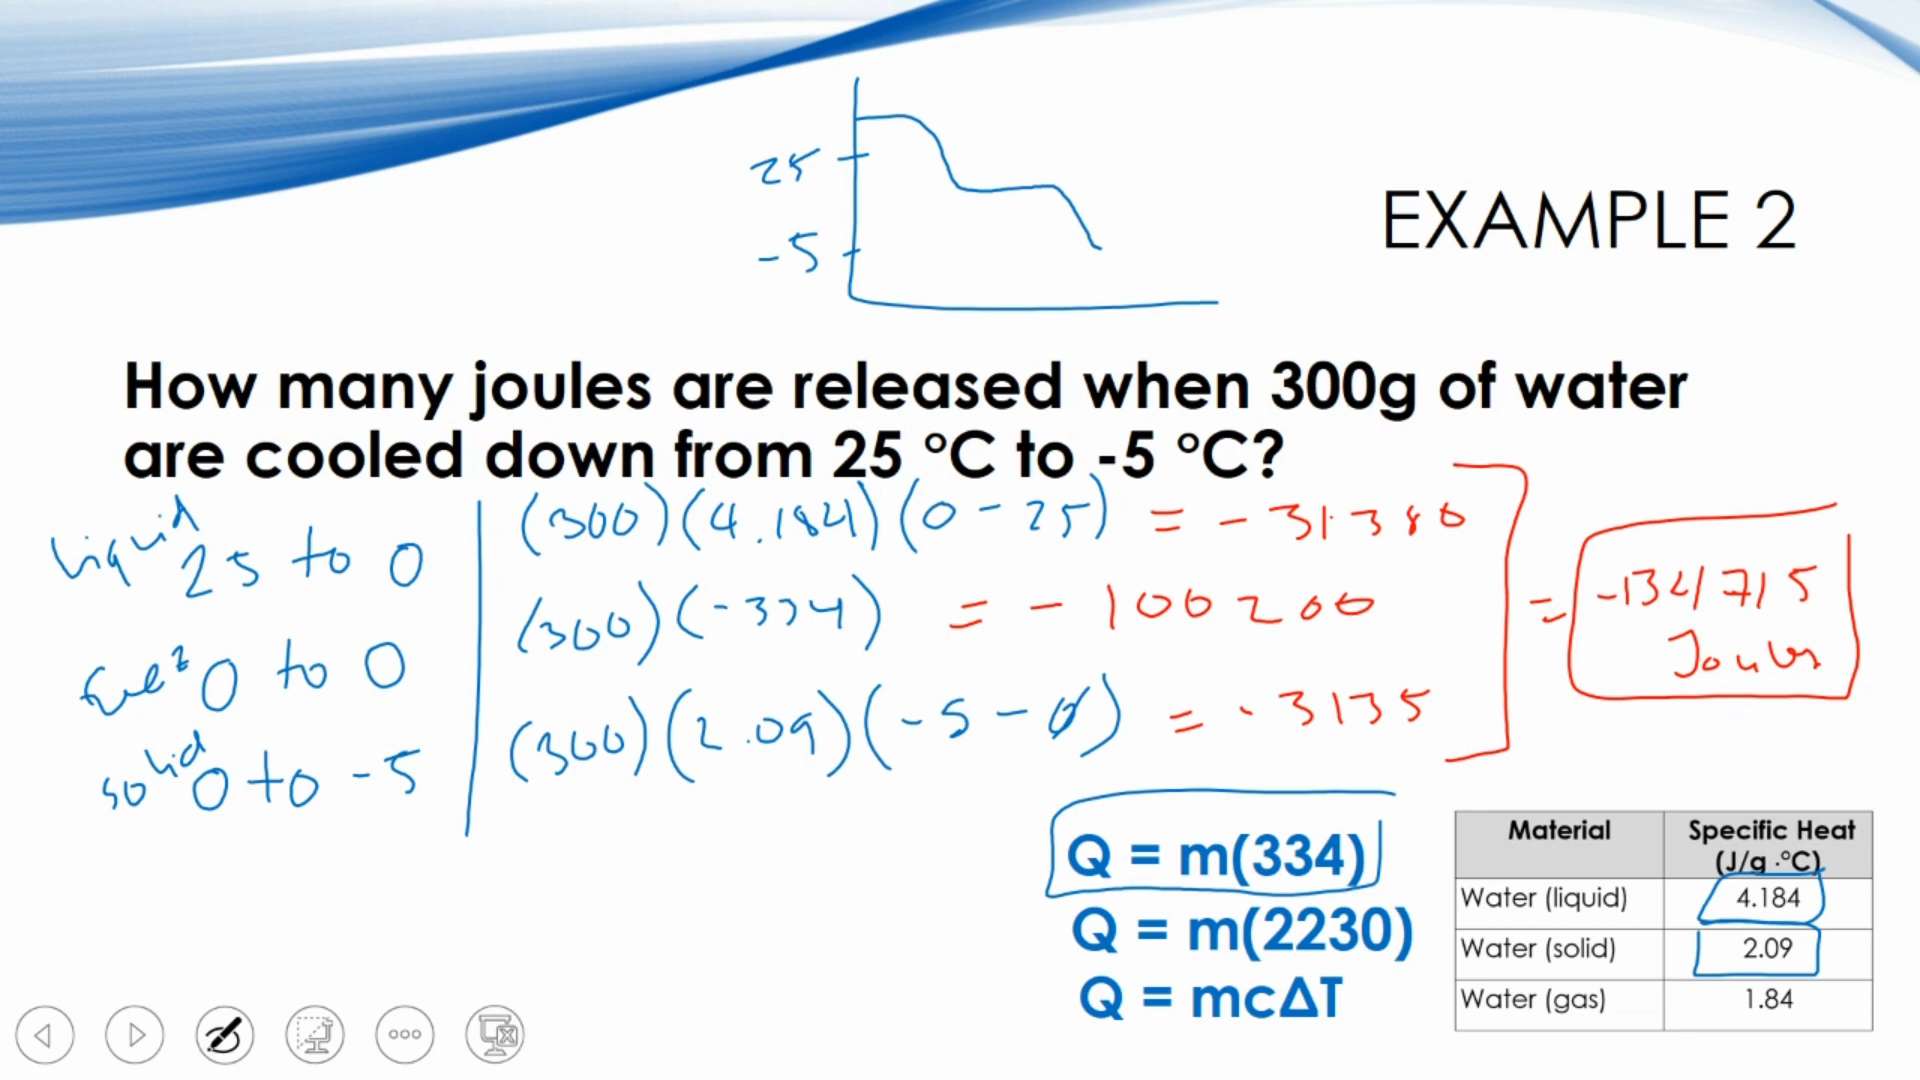 25
-5
EXAMPLE 2
How many joules are released when 300g of water
are cooled down from 25 °C to -5 °C?
liquid 25 to 0 (300)(4.184)(0 - 25) = -31380
0 to 0 (300)(-334) = -100200
solid 0 to -5 (300)(2.09)(-5 - 0) = -3135
= -134715
Joules
Q = m(334)
Q = m(2230)
Q = mcΔT
Material Specific Heat
(J/g ·°C)
Water (liquid) 4.184
Water (solid) 2.09
Water (gas) 1.84